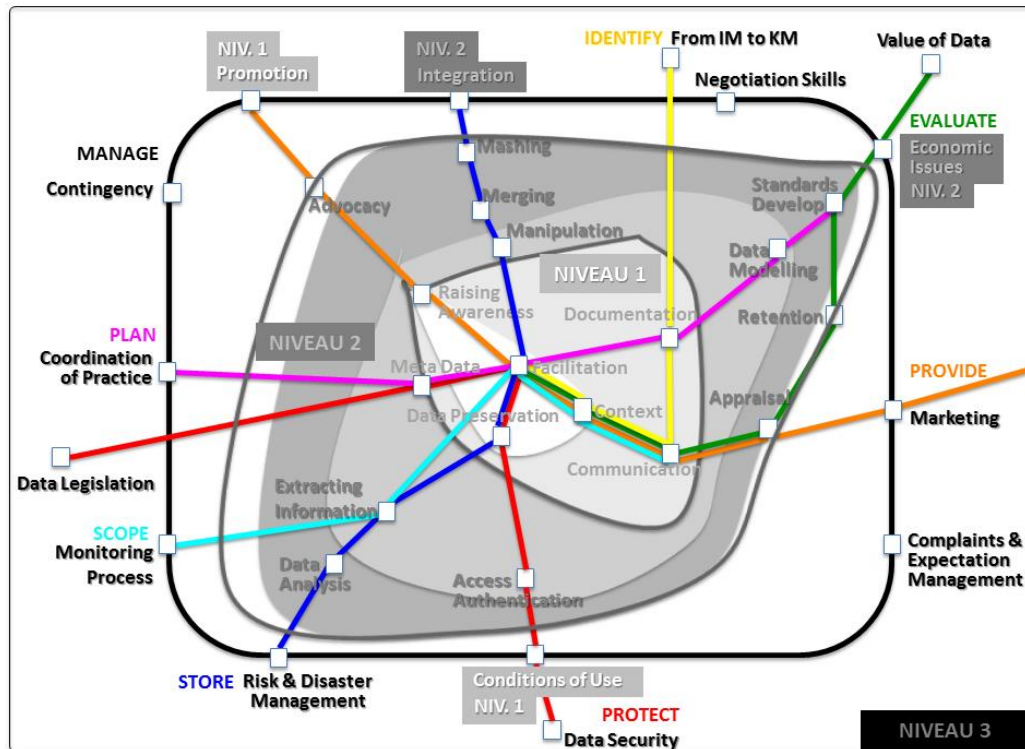 NIV. 1
Promotion
NIV. 2
Integration
IDENTIFY From IM to KM
Value of Data
Negotiation Skills
EVALUATE
Economic
Issues
NIV. 2
MANAGE
Contingency
Mashing
Advocacy
Merging
Standards
Develop
Manipulation
Data
Modelling
NIVEAU 1
Raising
Awareness
Documentation
Retention
PLAN
Coordination
of Practice
NIVEAU 2
Meta Data
Facilitation
PROVIDE
Marketing
Data Preservation
Context
Appraisal
Communication
Data Legislation
Extracting
Information
SCOPE
Monitoring
Process
Complaints &
Expectation
Management
Data
Analysis
Access
Authentication
STORE Risk & Disaster
Management
Conditions of Use
NIV. 1
PROTECT
Data Security
NIVEAU 3